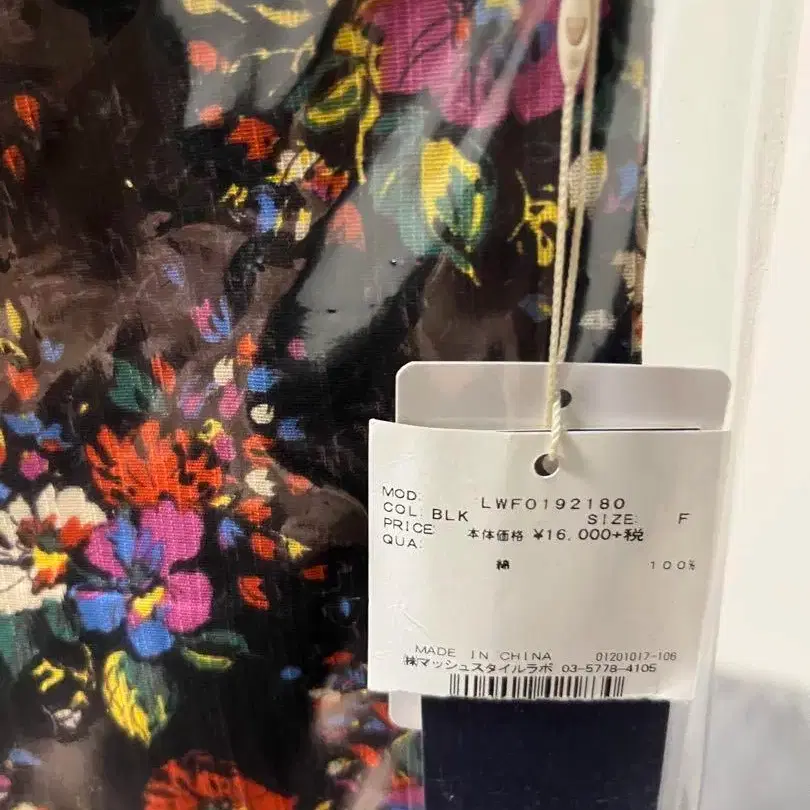 MOD: LWF0192180
COL: BLK SIZE: F
PRICE 本体価格 ¥16,000+税
QUA:
綿 100%
MADE IN CHINA 01201017-106
㈱マッシュスタイルラボ 03-5778-4105